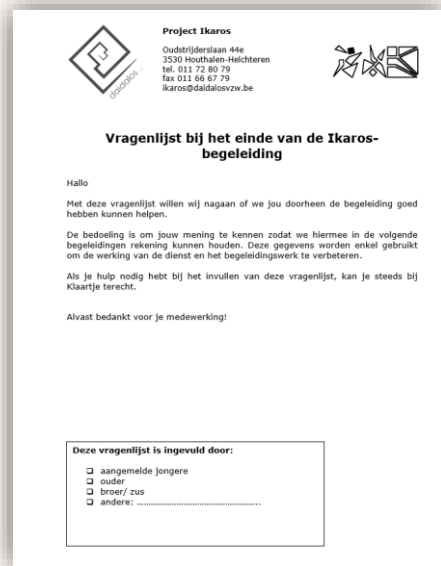 Project Ikaros
Oudstrijderslaan 44e
3530 Houthalen-Helchteren
tel. 011 72 80 79
fax 011 66 67 79
ikaros@daidalosvzw.be
daidalos
Vragenlijst bij het einde van de Ikaros-
begeleiding
Hallo
Met deze vragenlijst willen wij nagaan of we jou doorheen de begeleiding goed
hebben kunnen helpen.
De bedoeling is om jouw mening te kennen zodat we hiermee in de volgende
begeleidingen rekening kunnen houden. Deze gegevens worden enkel gebruikt
om de werking van de dienst en het begeleidingswerk te verbeteren.
Als je hulp nodig hebt bij het invullen van deze vragenlijst, kan je steeds bij
Klaartje terecht.
Alvast bedankt voor je medewerking!
Deze vragenlijst is ingevuld door:
❑ aangemelde jongere
❑ ouder
❑ broer/ zus
❑ andere: ……………………………………………..